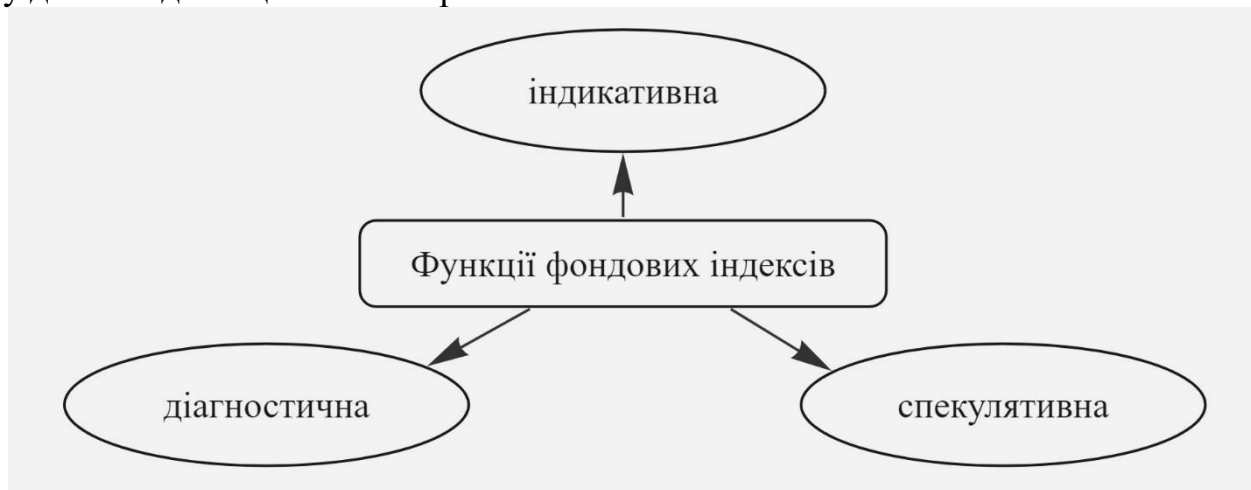 індикативна
Функції фондових індексів
діагностична
спекулятивна